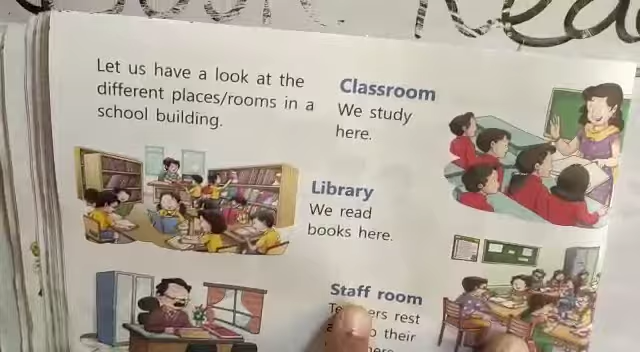 Let us have a look at the
different places/rooms in a
school building.
Classroom
We study
here.
Library
We read
books here.
Staff room
rest
their